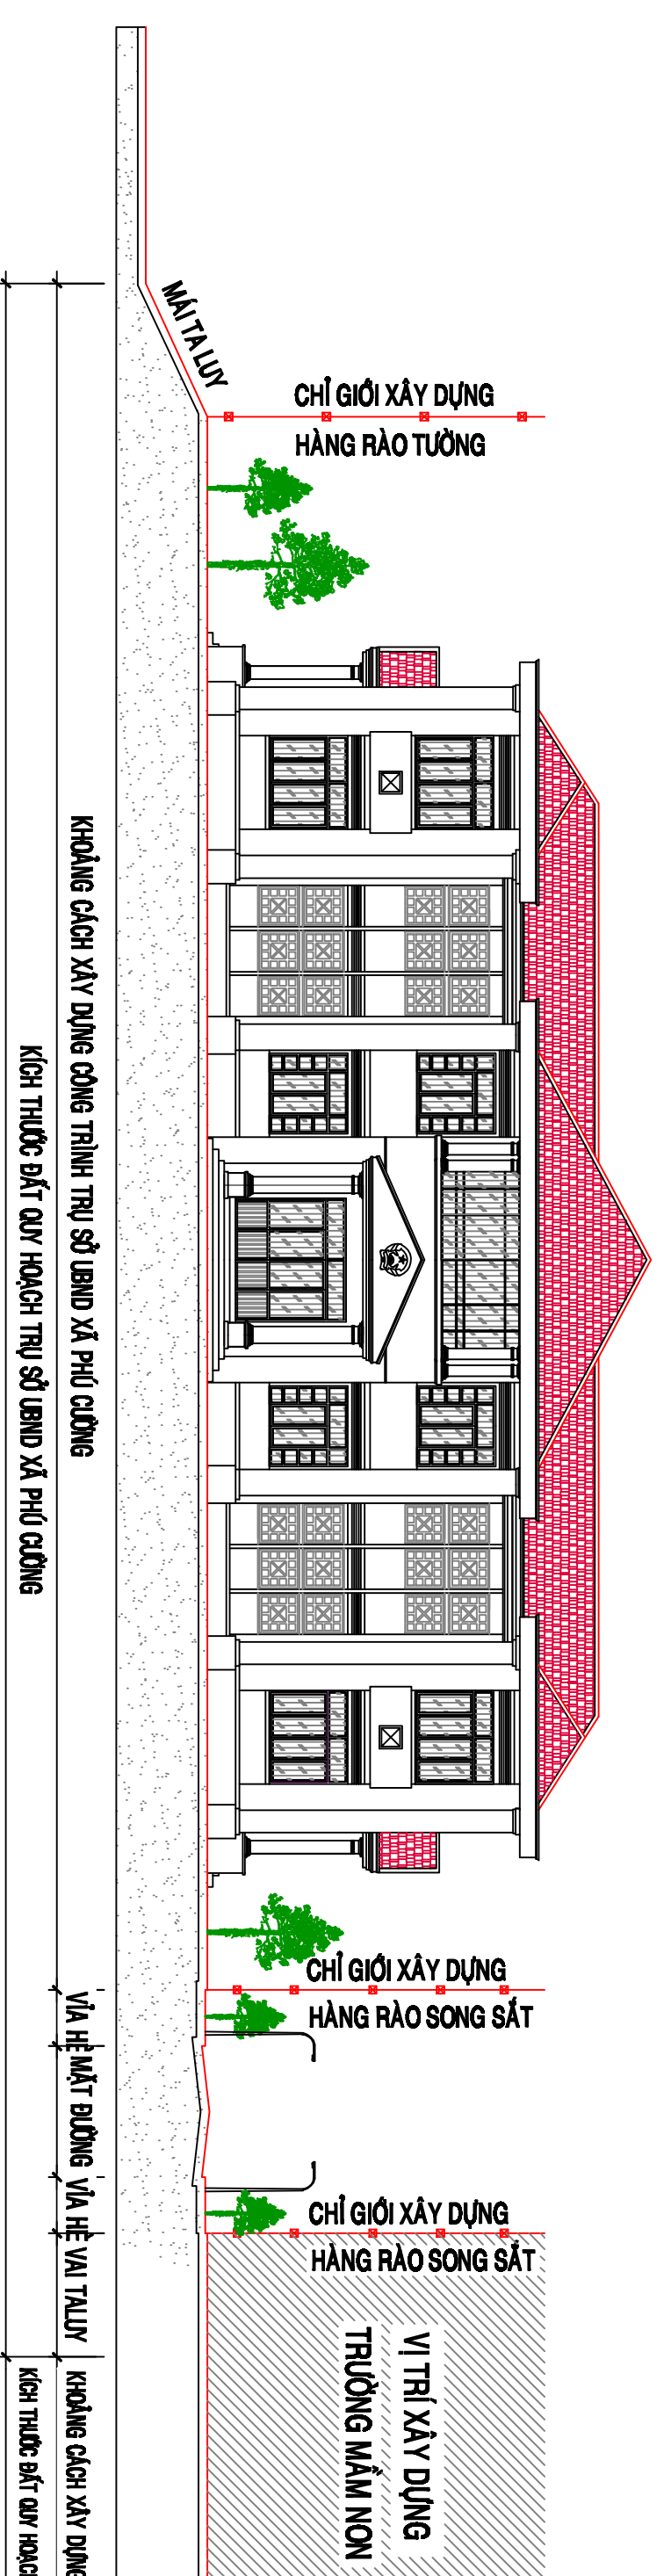 MÁI TA LUY
CHỈ GIỚI XÂY DỰNG
HÀNG RÀO TƯỜNG
CHỈ GIỚI XÂY DỰNG
HÀNG RÀO SONG SẮT
CHỈ GIỚI XÂY DỰNG
HÀNG RÀO SONG SẮT
VỊ TRÍ XÂY DỰNG
TRƯỜNG MẦM NON
KHOẢNG CÁCH XÂY DỰNG CÔNG TRÌNH TRỤ SỞ UBND XÃ PHÚ CƯỜNG
VỈA HÈ
MẶT ĐƯỜNG
VỈA HÈ
VAI TALUY
KHOẢNG CÁCH XÂY DỰNG
KÍCH THƯỚC ĐẤT QUY HOẠCH TRỤ SỞ UBND XÃ PHÚ CƯỜNG
KÍCH THƯỚC ĐẤT QUY HOẠCH